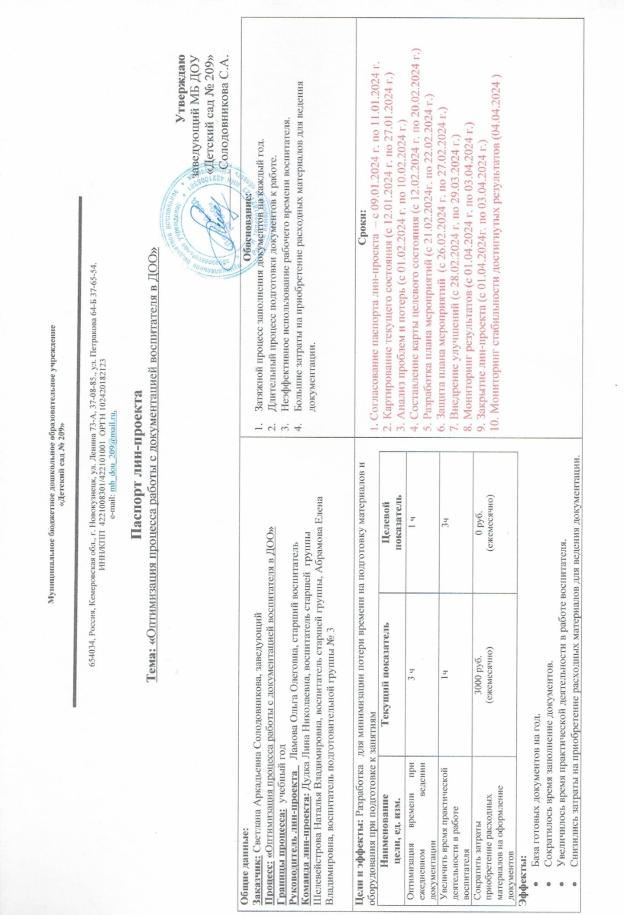 Муниципальное бюджетное дошкольное образовательное учреждение
«Детский сад № 209»
654034, Россия, Кемеровская обл., г. Новокузнецк, ул. Ленина 73-А, 37-08-85., ул. Петракова 64-Б 37-65-54,
ИНН/КПП 4221008301/422101001 ОРГН 102420182123
e-mail: mb_dou_209@mail.ru,
Утверждаю
заведующий МБ ДОУ
«Детский сад № 209»
Солодовникова С.А.
Паспорт лин-проекта
Тема: «Оптимизация процесса работы с документацией воспитателя в ДОО»
Общие данные:
Заказчик: Светлана Аркадьевна Солодовникова, заведующий
Процесс: «Оптимизация процесса работы с документацией воспитателя в ДОО»
Границы процесса: учебный год
Руководитель лин-проекта Ламова Ольга Олеговна, старший воспитатель
Команда лин-проекта: Дулка Лина Николаевна, воспитатель старшей группы
Шелевейстрова Наталья Владимировна, воспитатель старшей группы, Абрамова Елена
Владимировна, воспитатель подготовительной группы № 3
Обоснование:
1. Затяжной процесс заполнения документов на каждый год.
2. Длительный процесс подготовки документов к работе.
3. Неэффективное использование рабочего времени воспитателя.
4. Большие затраты на приобретение расходных материалов для ведения
документации.
Цели и эффекты: Разработка для минимизации потери времени на подготовку материалов и
оборудования при подготовке к занятиям
Наименование цели, ед. изм. Текущий показатель Целевой показатель
Оптимизация времени при ежедневном ведении документации 3 ч 1 ч
Увеличить время практической деятельности в работе воспитателя 1ч 3ч
Сократить затраты приобретение расходных материалов на оформление документов 3000 руб. (ежемесячно) 0 руб. (ежемесячно)
Эффекты:
• База готовых документов на год.
• Сократилось время заполнение документов.
• Увеличилось время практической деятельности в работе воспитателя.
• Снизились затраты на приобретение расходных материалов для ведения документации.
Сроки:
1. Согласование паспорта лин-проекта – с 09.01.2024 г. по 11.01.2024 г.
2. Картирование текущего состояния (с 12.01.2024 г. по 27.01.2024 г.)
3. Анализ проблем и потерь (с 01.02.2024 г. по 10.02.2024 г.)
4. Составление карты целевого состояния (с 12.02.2024 г. по 20.02.2024 г.)
5. Разработка плана мероприятий (с 21.02.2024г. по 22.02.2024 г.)
6. Защита плана мероприятий (с 26.02.2024 г. по 27.02.2024 г.)
7. Внедрение улучшений (с 28.02.2024 г. по 29.03.2024 г.)
8. Мониторинг результатов (с 01.04.2024 г. по 03.04.2024 г.)
9. Закрытие лин-проекта (с 01.04.2024г. по 03.04.2024 г.)
10. Мониторинг стабильности достигнутых результатов (04.04.2024 )